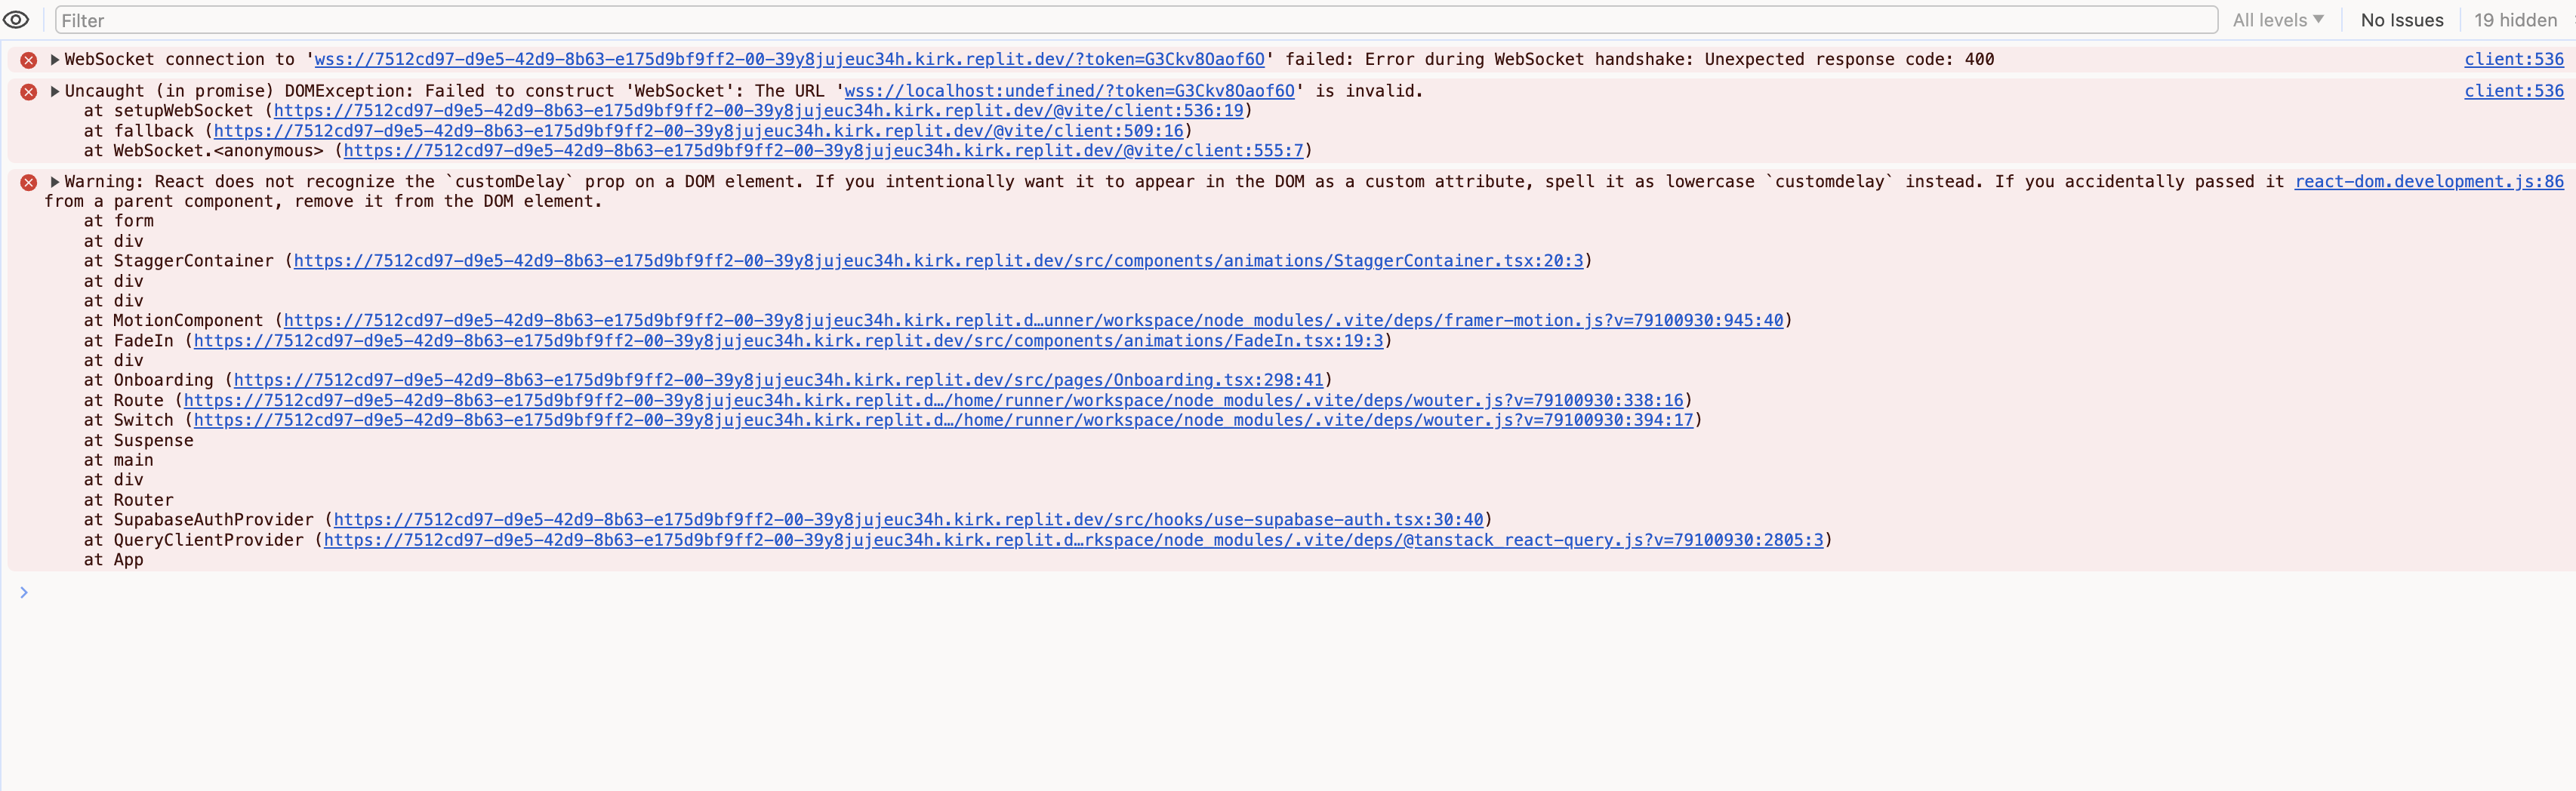 Filter All levels ▼ No Issues 19 hidden
▶WebSocket connection to 'wss://7512cd97-d9e5-42d9-8b63-e175d9bf9ff2-00-39y8jujeuc34h.kirk.replit.dev/?token=G3Ckv8Oaof6O' failed: Error during WebSocket handshake: Unexpected response code: 400 client:536
▶Uncaught (in promise) DOMException: Failed to construct 'WebSocket': The URL 'wss://localhost:undefined/?token=G3Ckv8Oaof6O' is invalid. client:536
at setupWebSocket (https://7512cd97-d9e5-42d9-8b63-e175d9bf9ff2-00-39y8jujeuc34h.kirk.replit.dev/@vite/client:536:19)
at fallback (https://7512cd97-d9e5-42d9-8b63-e175d9bf9ff2-00-39y8jujeuc34h.kirk.replit.dev/@vite/client:509:16)
at WebSocket.<anonymous> (https://7512cd97-d9e5-42d9-8b63-e175d9bf9ff2-00-39y8jujeuc34h.kirk.replit.dev/@vite/client:555:7)
▶Warning: React does not recognize the `customDelay` prop on a DOM element. If you intentionally want it to appear in the DOM as a custom attribute, spell it as lowercase `customdelay` instead. If you accidentally passed it react-dom.development.js:86
from a parent component, remove it from the DOM element.
at form
at div
at StaggerContainer (https://7512cd97-d9e5-42d9-8b63-e175d9bf9ff2-00-39y8jujeuc34h.kirk.replit.dev/src/components/animations/StaggerContainer.tsx:20:3)
at div
at div
at MotionComponent (https://7512cd97-d9e5-42d9-8b63-e175d9bf9ff2-00-39y8jujeuc34h.kirk.replit.d…unner/workspace/node_modules/.vite/deps/framer-motion.js?v=79100930:945:40)
at FadeIn (https://7512cd97-d9e5-42d9-8b63-e175d9bf9ff2-00-39y8jujeuc34h.kirk.replit.dev/src/components/animations/FadeIn.tsx:19:3)
at div
at Onboarding (https://7512cd97-d9e5-42d9-8b63-e175d9bf9ff2-00-39y8jujeuc34h.kirk.replit.dev/src/pages/Onboarding.tsx:298:41)
at Route (https://7512cd97-d9e5-42d9-8b63-e175d9bf9ff2-00-39y8jujeuc34h.kirk.replit.d…/home/runner/workspace/node_modules/.vite/deps/wouter.js?v=79100930:338:16)
at Switch (https://7512cd97-d9e5-42d9-8b63-e175d9bf9ff2-00-39y8jujeuc34h.kirk.replit.d…/home/runner/workspace/node_modules/.vite/deps/wouter.js?v=79100930:394:17)
at Suspense
at main
at div
at Router
at SupabaseAuthProvider (https://7512cd97-d9e5-42d9-8b63-e175d9bf9ff2-00-39y8jujeuc34h.kirk.replit.dev/src/hooks/use-supabase-auth.tsx:30:40)
at QueryClientProvider (https://7512cd97-d9e5-42d9-8b63-e175d9bf9ff2-00-39y8jujeuc34h.kirk.replit.d…rkspace/node_modules/.vite/deps/@tanstack_react-query.js?v=79100930:2805:3)
at App